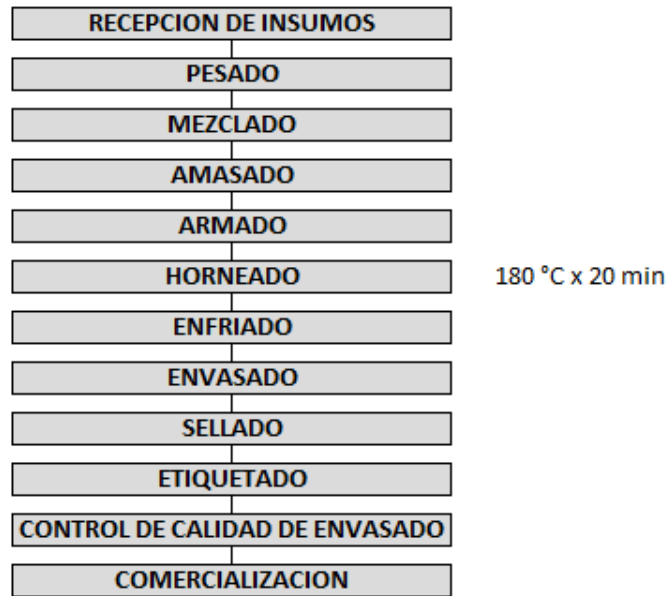 RECEPCION DE INSUMOS
PESADO
MEZCLADO
AMASADO
ARMADO
HORNEADO 180 °C x 20 min
ENFRIADO
ENVASADO
SELLADO
ETIQUETADO
CONTROL DE CALIDAD DE ENVASADO
COMERCIALIZACION